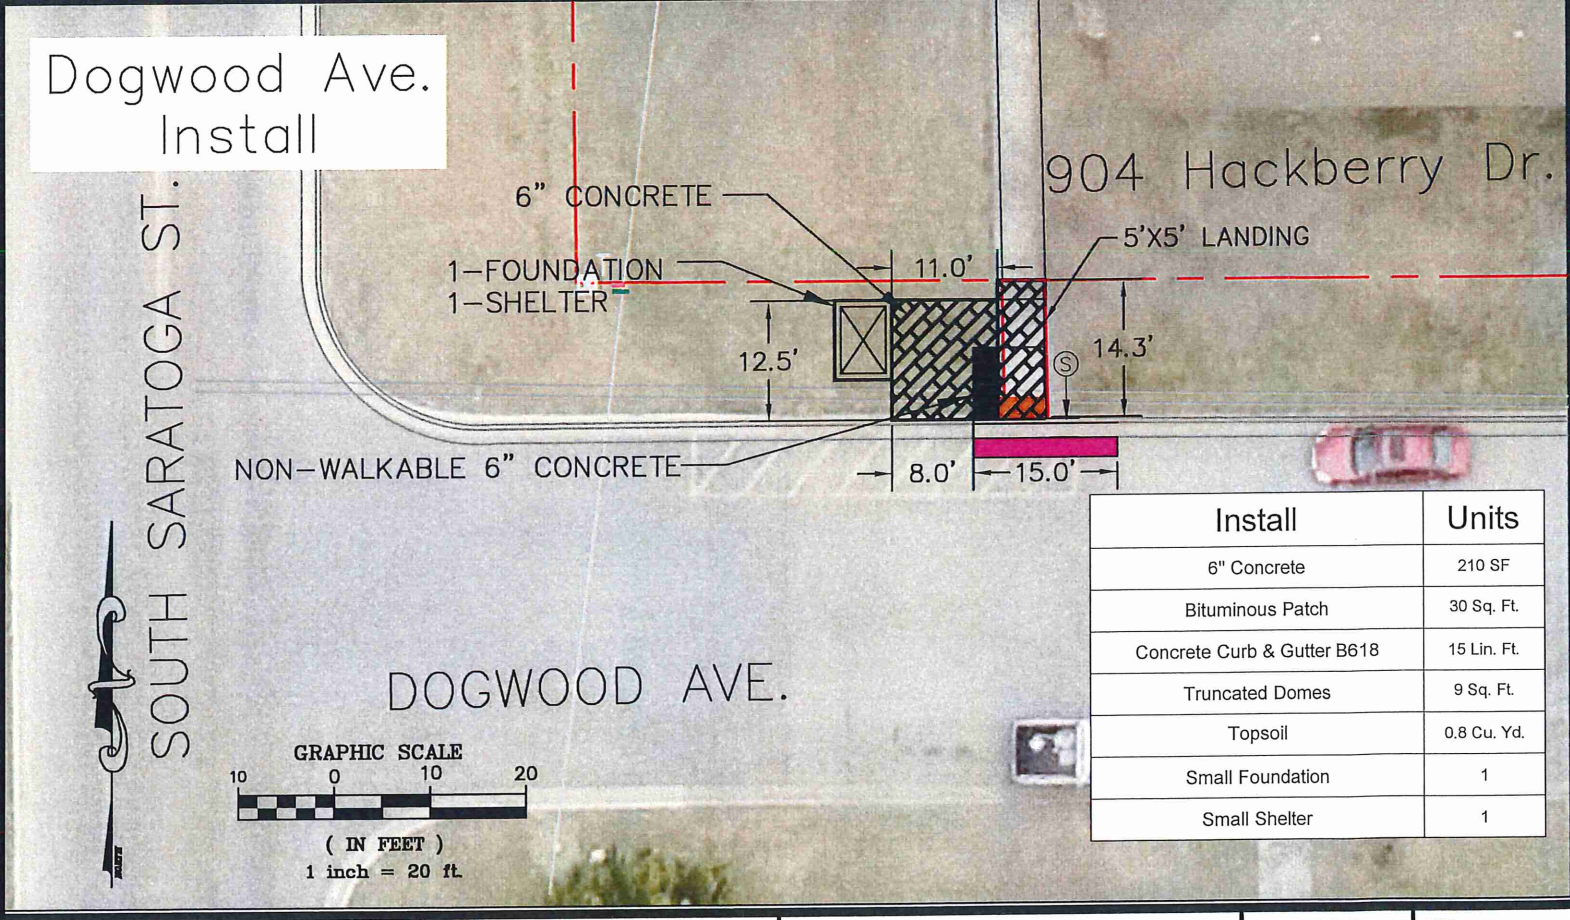 Dogwood Ave.
Install
904 Hackberry Dr.
6" CONCRETE
5'X5' LANDING
1-FOUNDATION
1-SHELTER
11.0'
12.5'
14.3'
S
NON-WALKABLE 6" CONCRETE
8.0'
15.0'
SOUTH SARATOGA ST.
DOGWOOD AVE.
Install Units
6" Concrete 210 SF
Bituminous Patch 30 Sq. Ft.
Concrete Curb & Gutter B618 15 Lin. Ft.
Truncated Domes 9 Sq. Ft.
Topsoil 0.8 Cu. Yd.
Small Foundation 1
Small Shelter 1
GRAPHIC SCALE
10 0 10 20
( IN FEET )
1 inch = 20 ft.
NORTH